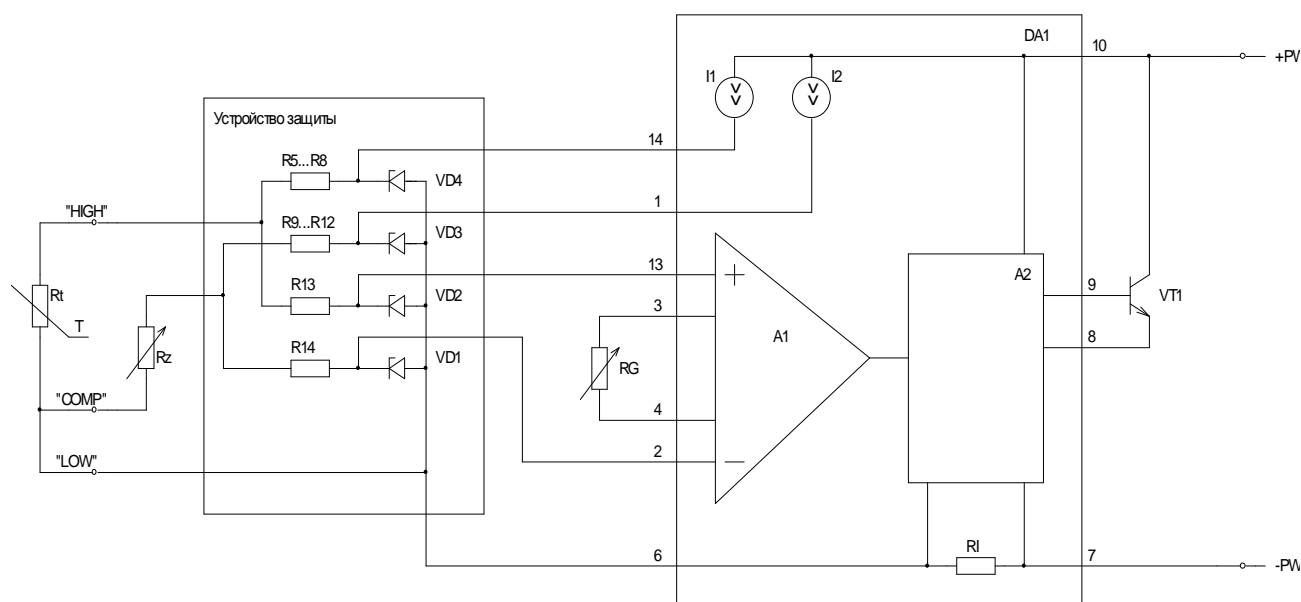 DA1
10
+PW
I1
I2
Устройство защиты
14
R5...R8
VD4
"HIGH"
1
R9...R12
VD3
13
A2
R13
VD2
9
VT1
Rt
T
3
Rz
R14
VD1
A1
8
RG
"COMP"
4
2
"LOW"
RI
6
7
-PW